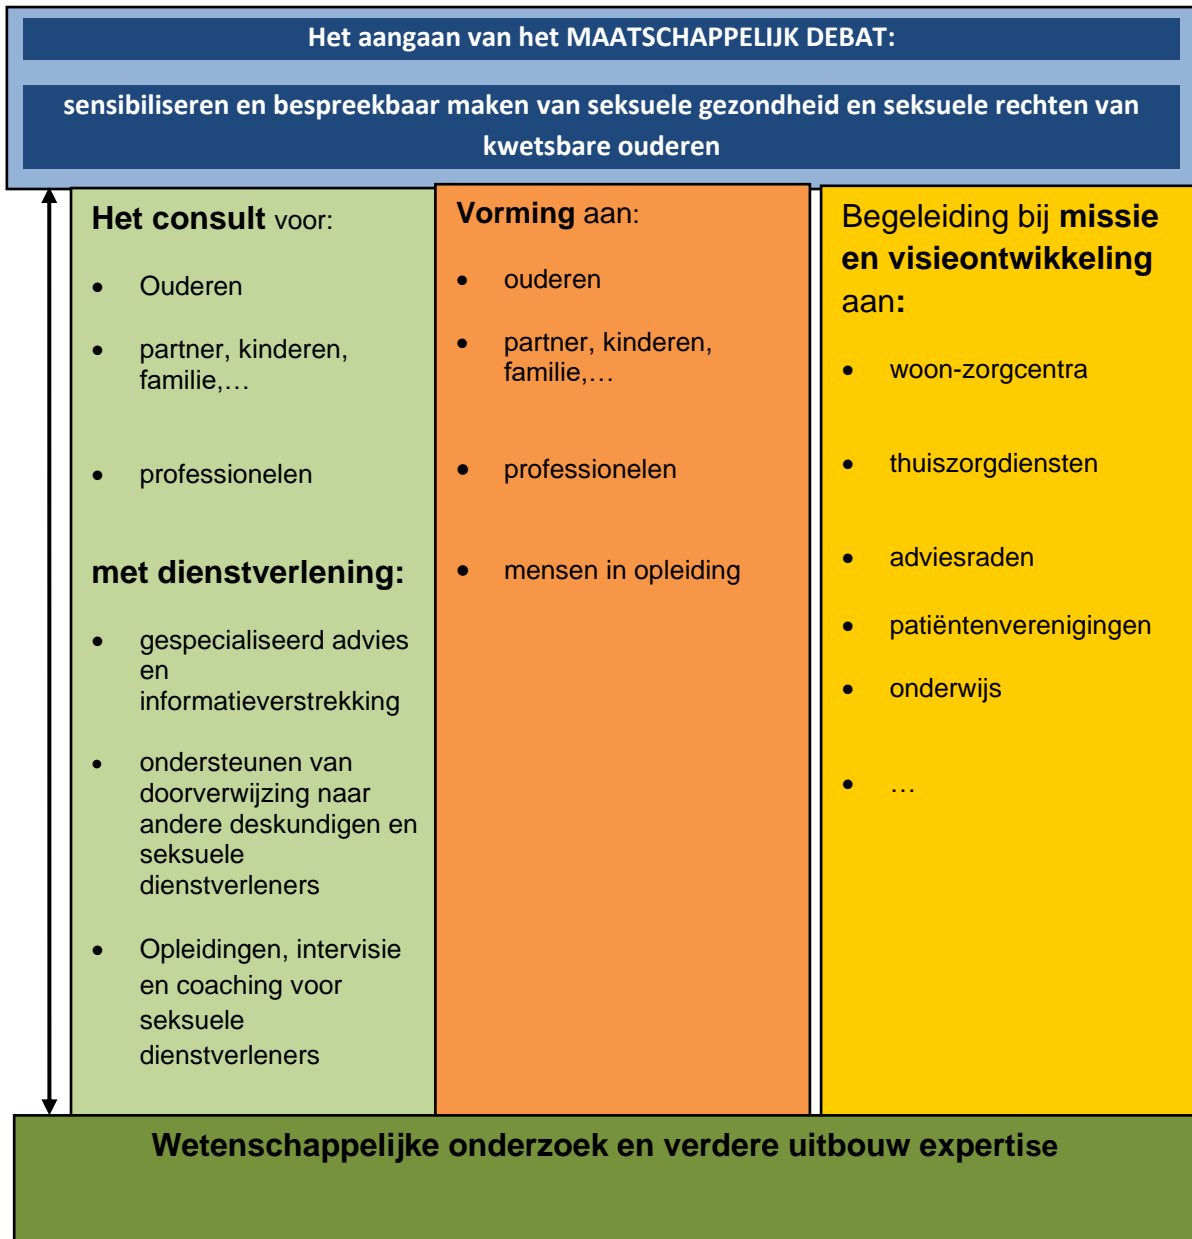 Het aangaan van het MAATSCHAPPELIJK DEBAT:
sensibiliseren en bespreekbaar maken van seksuele gezondheid en seksuele rechten van
kwetsbare ouderen
Het consult voor:
• Ouderen
• partner, kinderen,
familie,…
• professionelen
met dienstverlening:
• gespecialiseerd advies
en
informatieverstrekking
• ondersteunen van
doorverwijzing naar
andere deskundigen en
seksuele
dienstverleners
• Opleidingen, intervisie
en coaching voor
seksuele
dienstverleners
Vorming aan:
• ouderen
• partner, kinderen,
familie,…
• professionelen
• mensen in opleiding
Begeleiding bij missie
en visieontwikkeling
aan:
• woon-zorgcentra
• thuiszorgdiensten
• adviesraden
• patiëntenverenigingen
• onderwijs
• …
Wetenschappelijke onderzoek en verdere uitbouw expertise